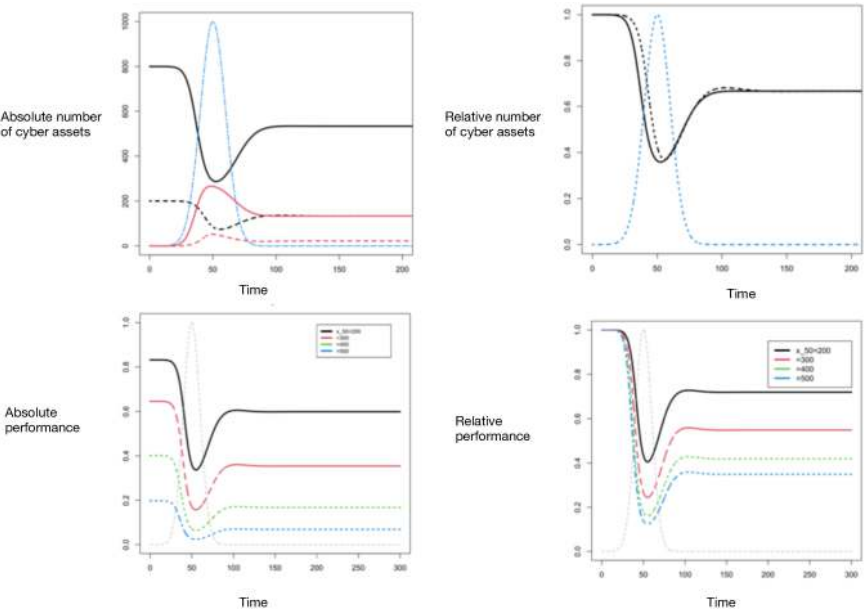 Absolute number
of cyber assets
1000
800
600
400
200
0
0 50 100 150 200
Time
Relative number
of cyber assets
1.0
0.8
0.6
0.4
0.2
0.0
0 50 100 150 200
Time
Absolute
performance
1.0
0.8
0.6
0.4
0.2
0.0
x_50=200
=300
=400
=500
0 50 100 150 200 250 300
Time
Relative
performance
1.0
0.8
0.6
0.4
0.2
0.0
x_50=200
=300
=400
=500
0 50 100 150 200 250 300
Time